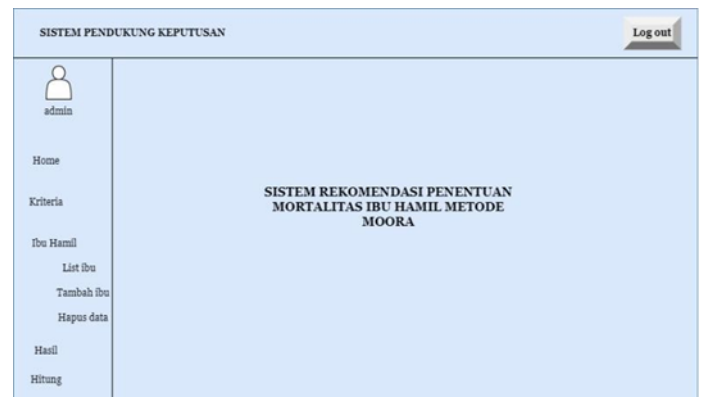 SISTEM PENDUKUNG KEPUTUSAN
Log out
admin
Home
Kriteria
Ibu Hamil
List ibu
Tambah ibu
Hapus data
Hasil
Hitung
SISTEM REKOMENDASI PENENTUAN
MORTALITAS IBU HAMIL METODE
MOORA